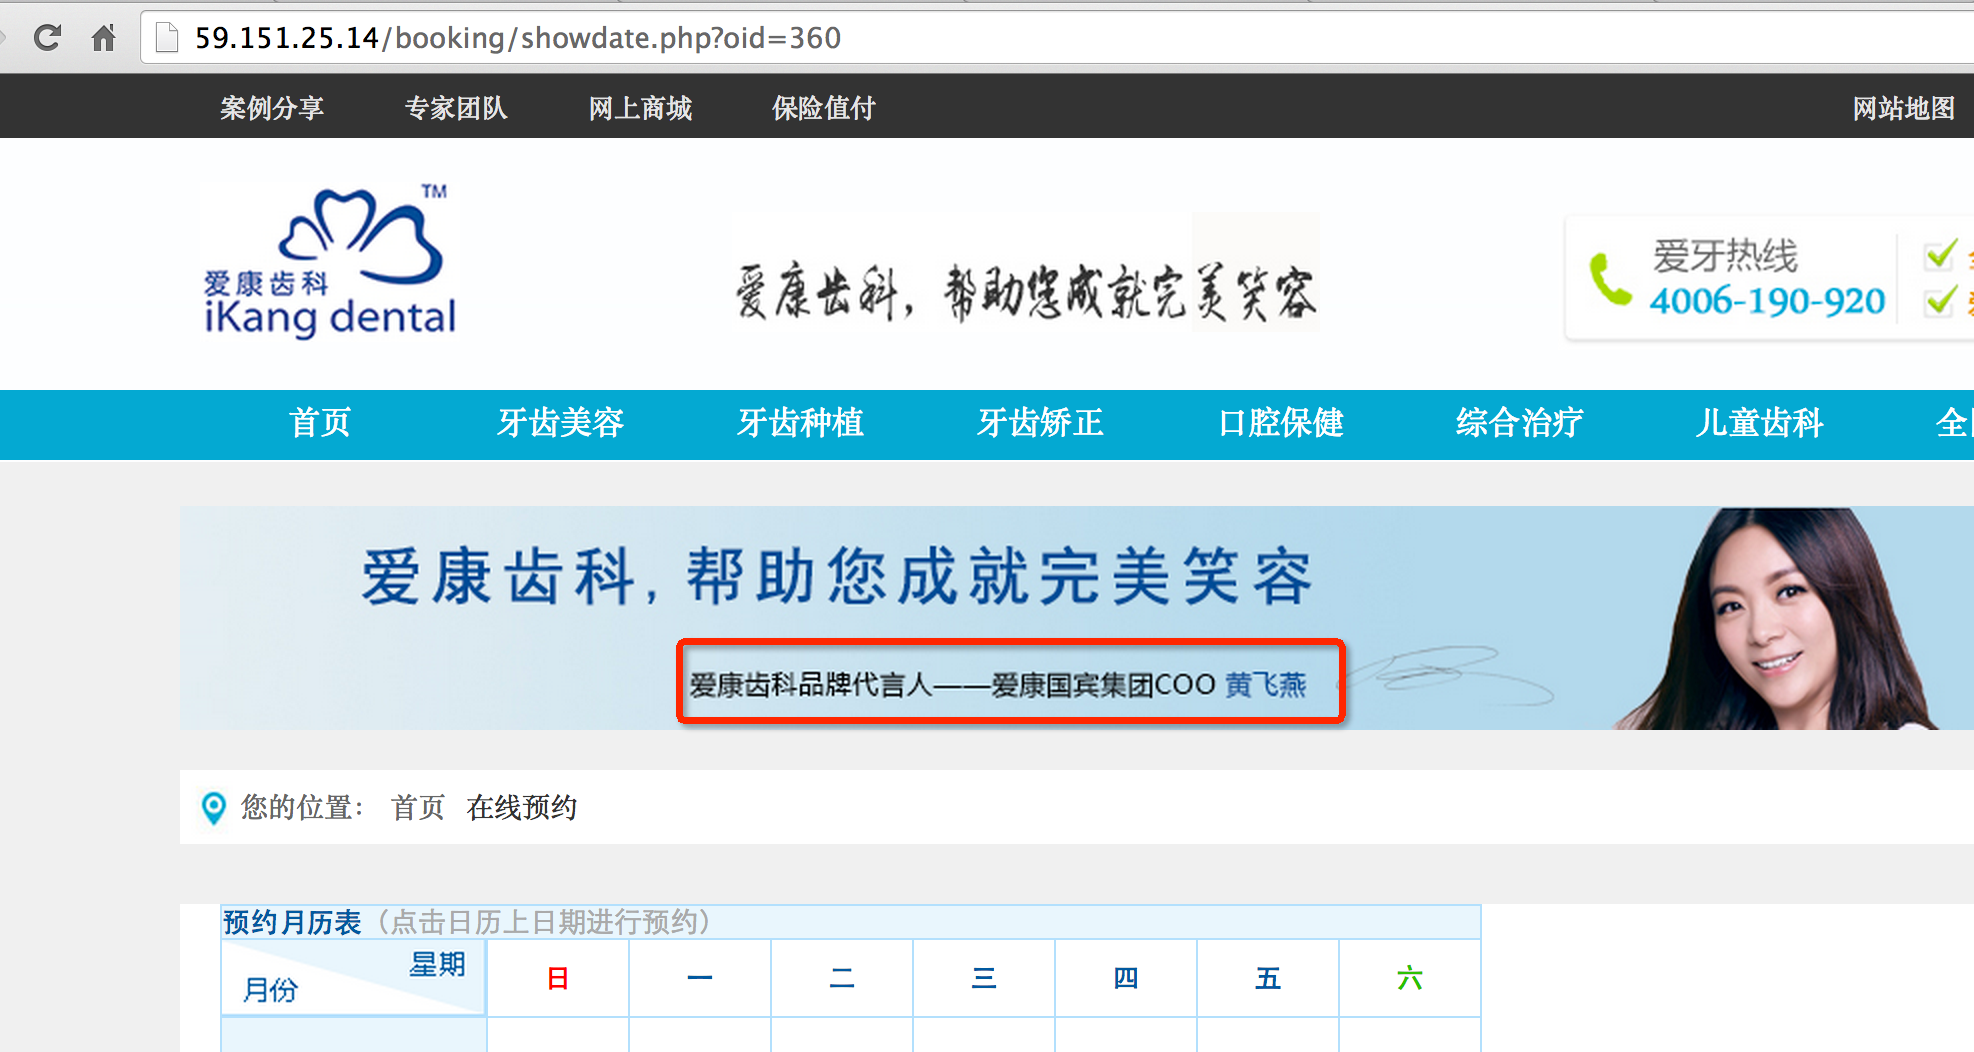 59.151.25.14/booking/showdate.php?oid=360
案例分享 专家团队 网上商城 保险值付 网站地图
TM
爱康齿科
iKang dental
爱康齿科，帮助您成就完美笑容
爱牙热线
4006-190-920
首页 牙齿美容 牙齿种植 牙齿矫正 口腔保健 综合治疗 儿童齿科 全
爱康齿科，帮助您成就完美笑容
爱康齿科品牌代言人——爱康国宾集团COO 黄飞燕
您的位置： 首页 在线预约
预约月历表（点击日历上日期进行预约）
星期
月份
日 一 二 三 四 五 六